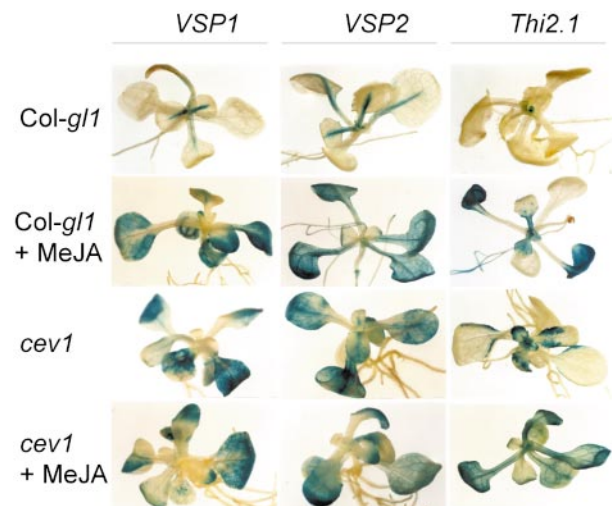 VSP1 VSP2 Thi2.1
Col-gl1
Col-gl1
+ MeJA
cev1
cev1
+ MeJA